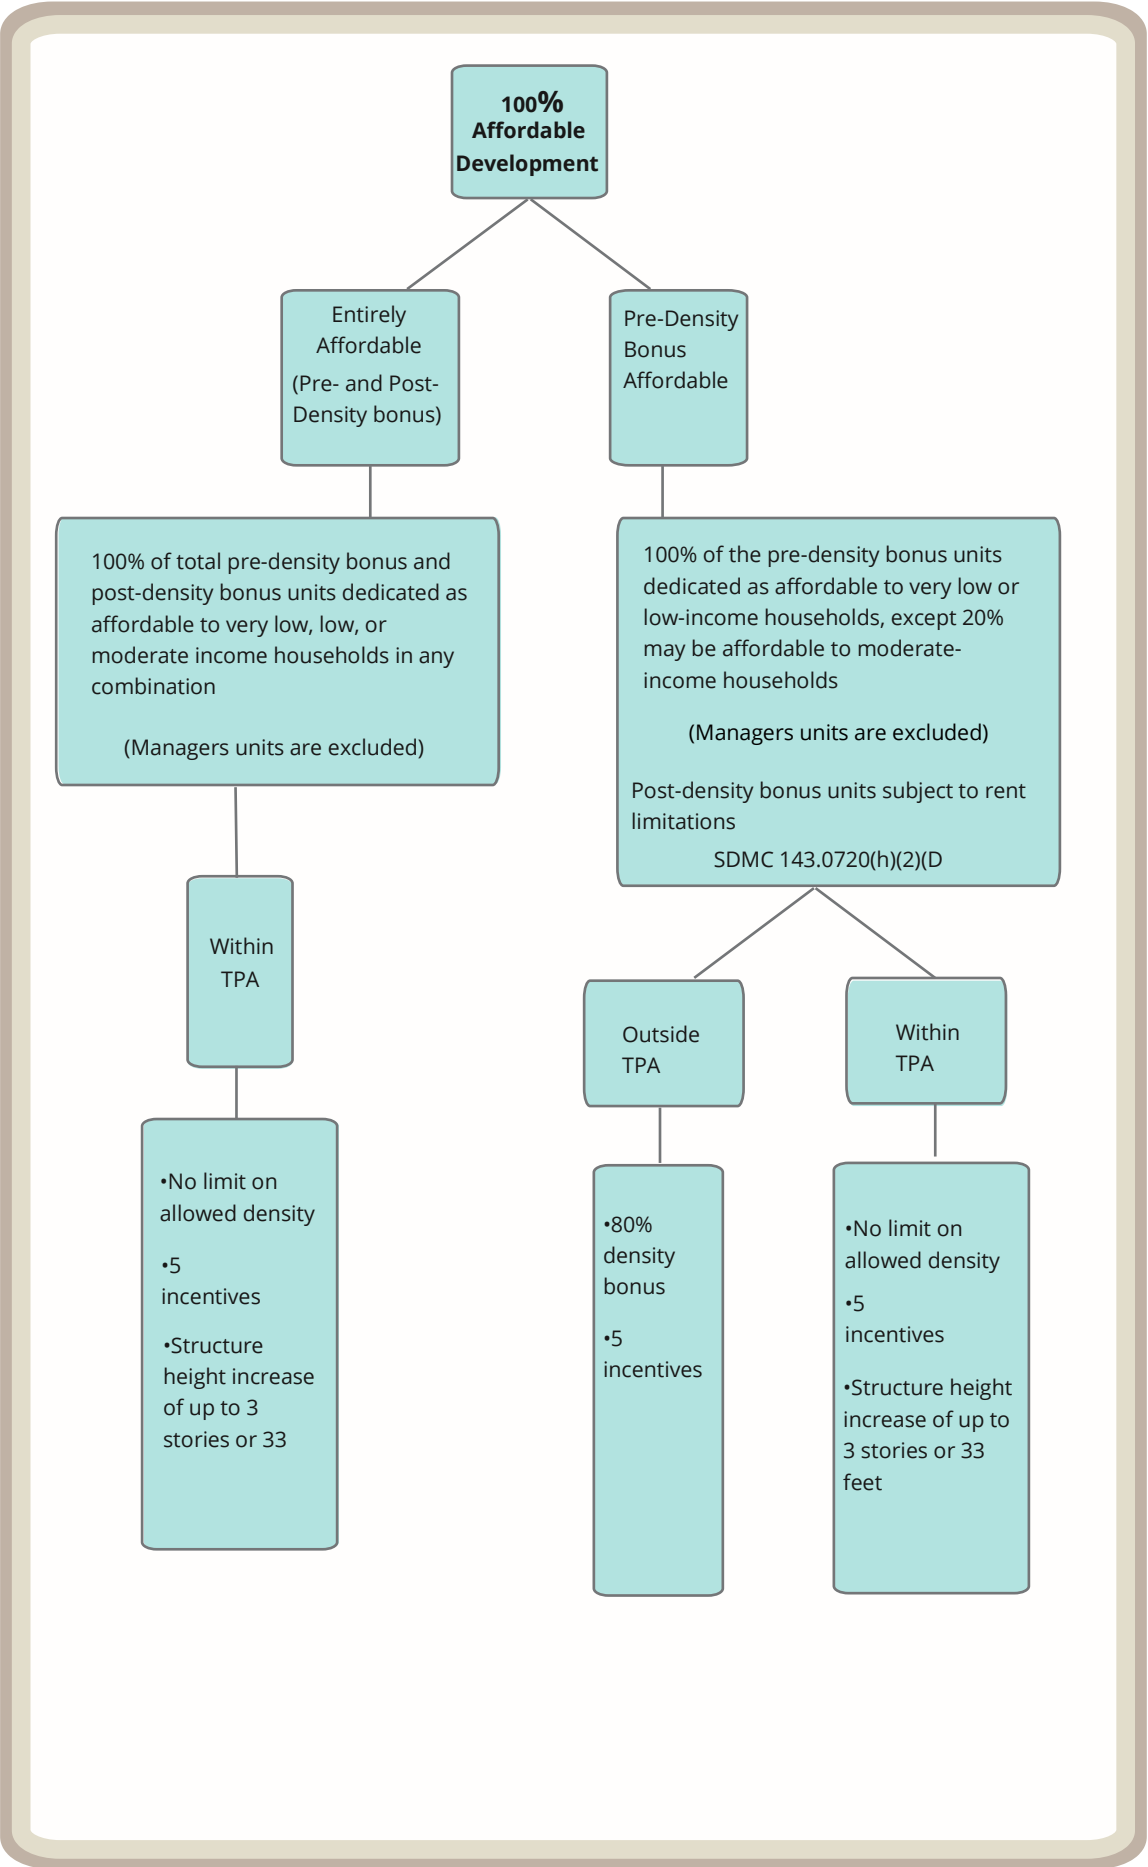 100%
Affordable
Development
Entirely
Affordable
(Pre- and Post-
Density bonus)
Pre-Density
Bonus
Affordable
100% of total pre-density bonus and
post-density bonus units dedicated as
affordable to very low, low, or
moderate income households in any
combination
(Managers units are excluded)
100% of the pre-density bonus units
dedicated as affordable to very low or
low-income households, except 20%
may be affordable to moderate-
income households
(Managers units are excluded)
Post-density bonus units subject to rent
limitations
SDMC 143.0720(h)(2)(D
Within
TPA
Outside
TPA
Within
TPA
•No limit on
allowed density
•5
incentives
•Structure
height increase
of up to 3
stories or 33
•80%
density
bonus
•5
incentives
•No limit on
allowed density
•5
incentives
•Structure height
increase of up to
3 stories or 33
feet